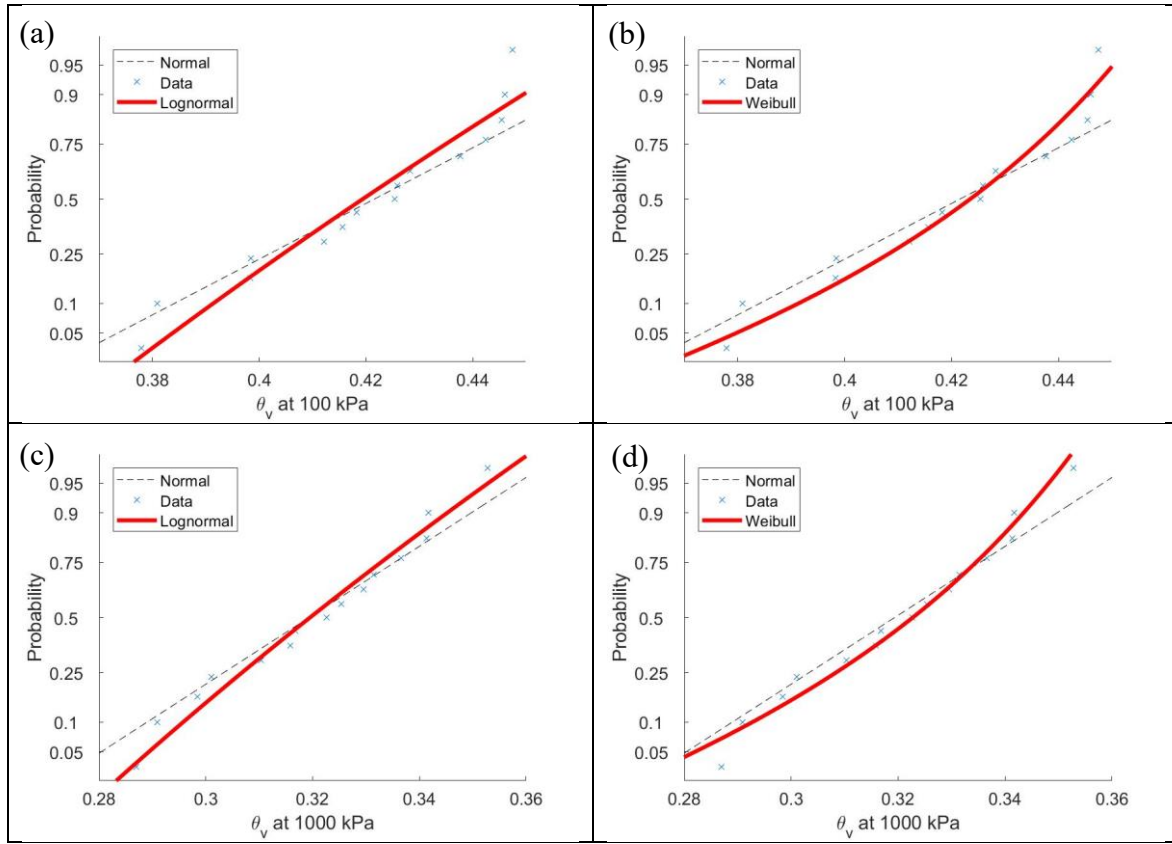 (a)
Normal
Data
Lognormal
0.95
0.9
0.75
0.5
0.25
0.1
0.05
Probability
0.38 0.4 0.42 0.44
θv at 100 kPa
(b)
Normal
Data
Weibull
0.95
0.9
0.75
0.5
0.25
0.1
0.05
Probability
0.38 0.4 0.42 0.44
θv at 100 kPa
(c)
Normal
Data
Lognormal
0.95
0.9
0.75
0.5
0.25
0.1
0.05
Probability
0.28 0.3 0.32 0.34 0.36
θv at 1000 kPa
(d)
Normal
Data
Weibull
0.95
0.9
0.75
0.5
0.25
0.1
0.05
Probability
0.28 0.3 0.32 0.34 0.36
θv at 1000 kPa